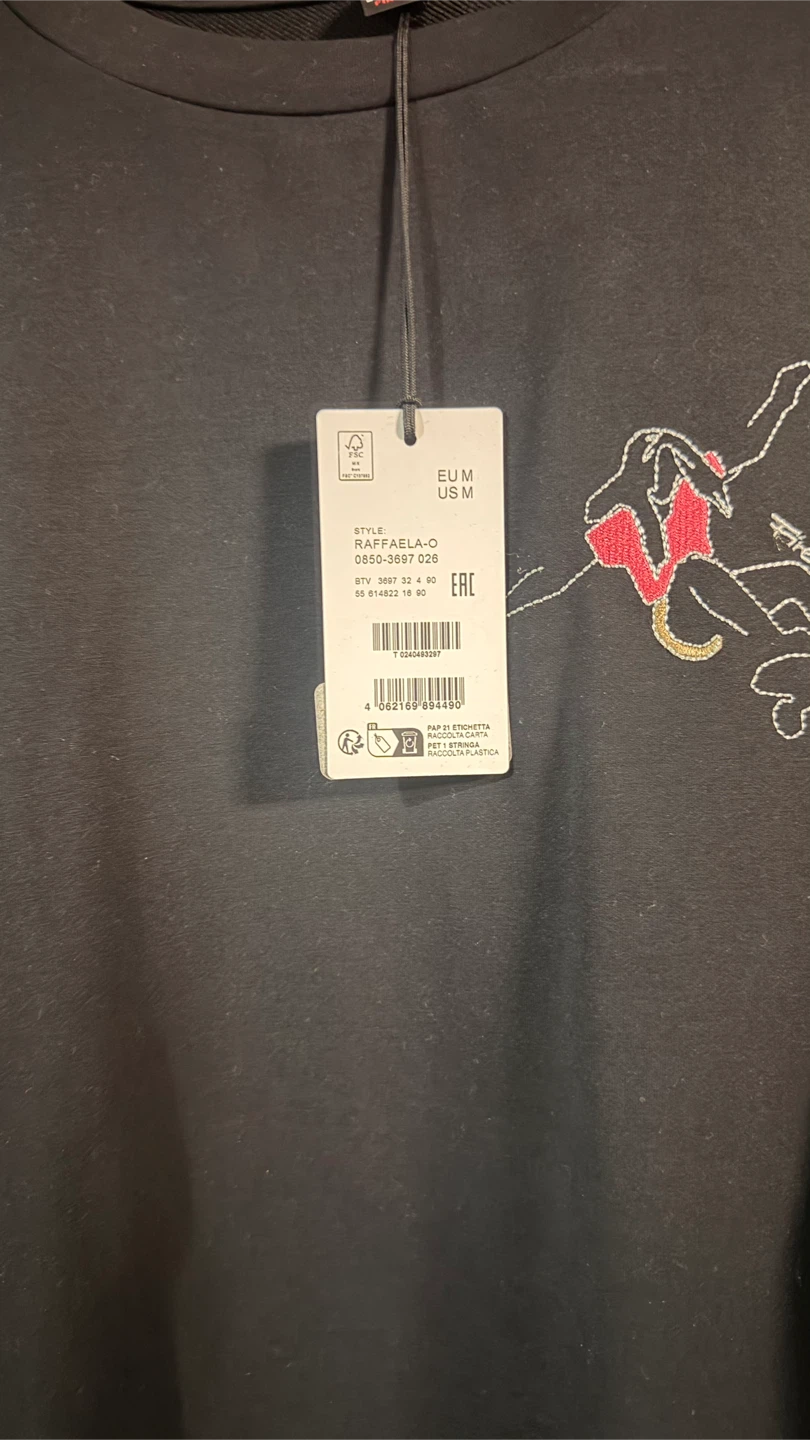 FSC
EU M
US M
STYLE:
RAFFAELA-O
0850-3697 026
BTV 3697 32 4 90
55 614822 16 90
EAC
T 0240493297
4 062169 894490
FR
PAP 21 ETICHETTA
RACCOLTA CARTA
PET 1 STRINGA
RACCOLTA PLASTICA